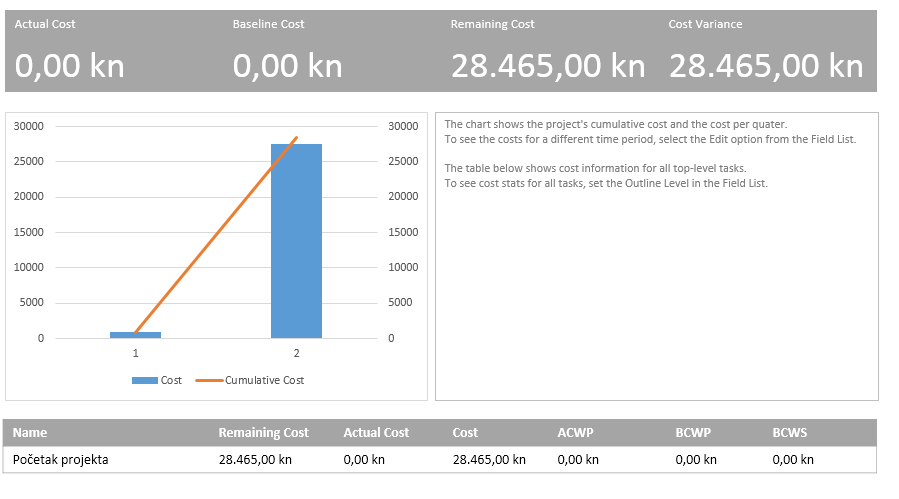 Actual Cost Baseline Cost Remaining Cost Cost Variance
0,00 kn 0,00 kn 28.465,00 kn 28.465,00 kn
30000 30000
25000 25000
20000 20000
15000 15000
10000 10000
5000 5000
0 0
1 2
Cost Cumulative Cost
The chart shows the project's cumulative cost and the cost per quater.
To see the costs for a different time period, select the Edit option from the Field List.
The table below shows cost information for all top-level tasks.
To see cost stats for all tasks, set the Outline Level in the Field List.
Name Remaining Cost Actual Cost Cost ACWP BCWP BCWS
Početak projekta 28.465,00 kn 0,00 kn 28.465,00 kn 0,00 kn 0,00 kn 0,00 kn